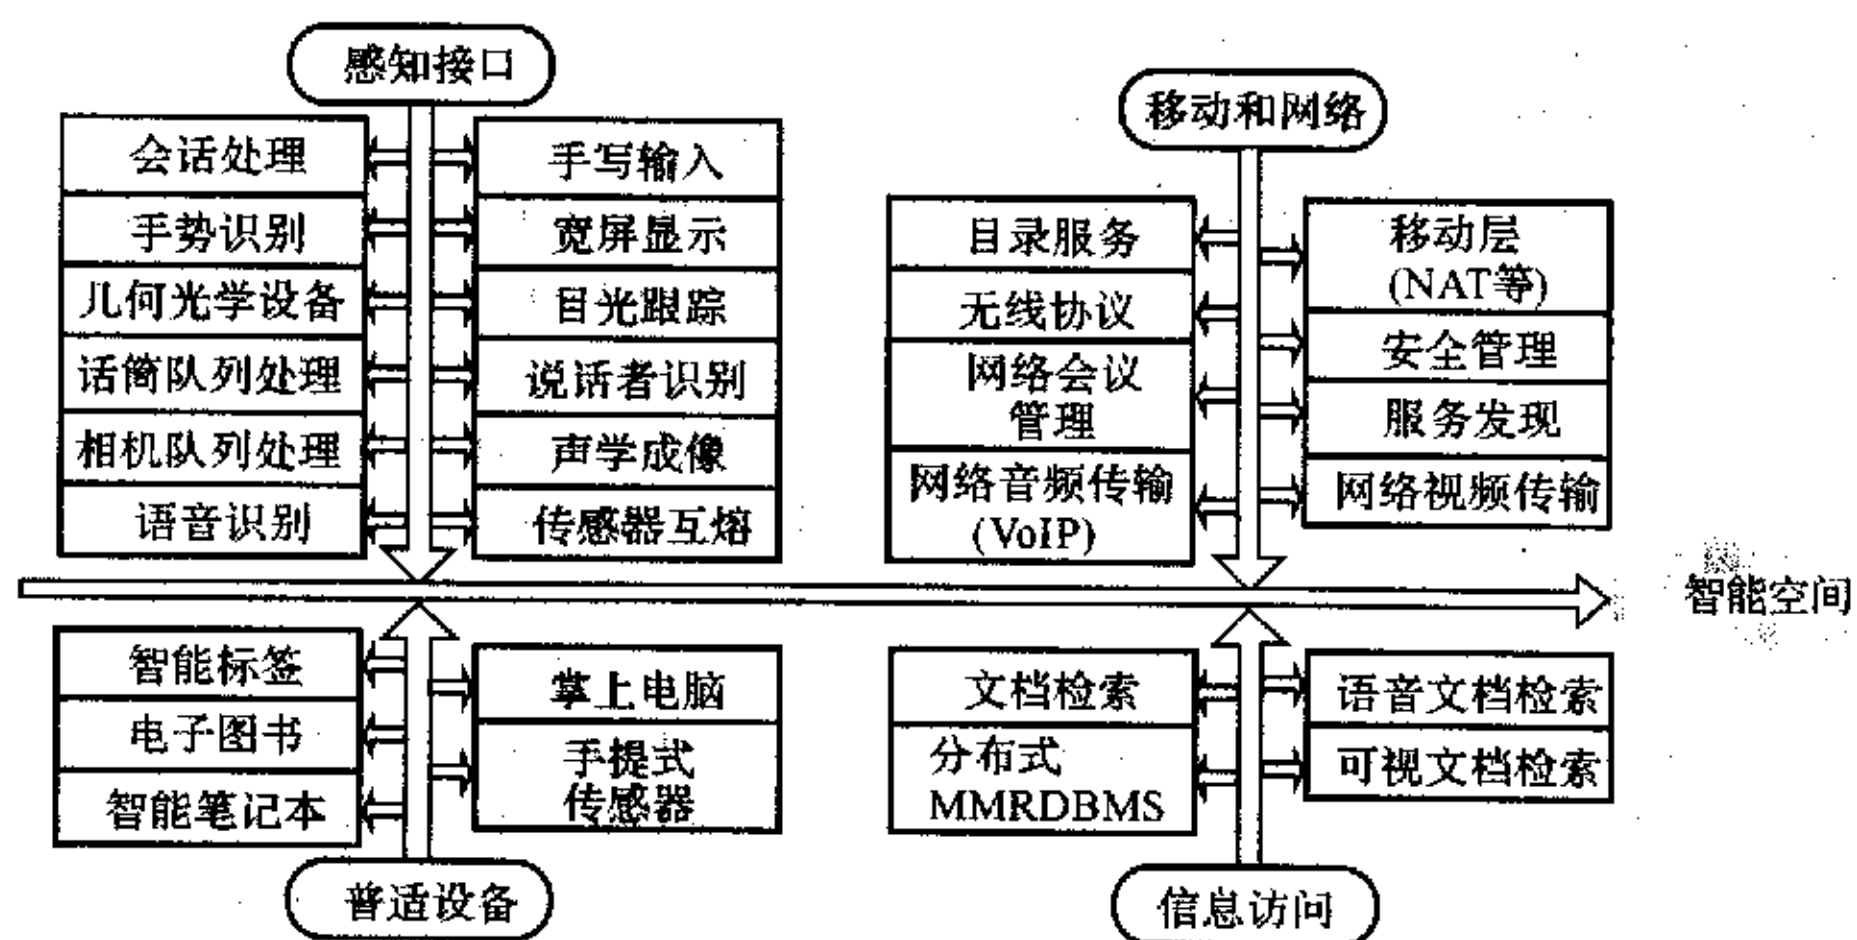 感知接口
会话处理
手势识别
几何光学设备
话筒队列处理
相机队列处理
语音识别
手写输入
宽屏显示
目光跟踪
说话者识别
声学成像
传感器互熔
移动和网络
目录服务
无线协议
网络会议
管理
网络音频传输
(VoIP)
移动层
(NAT等)
安全管理
服务发现
网络视频传输
智能空间
智能标签
电子图书
智能笔记本
掌上电脑
手提式
传感器
普适设备
文档检索
分布式
MMRDBMS
语音文档检索
可视文档检索
信息访问